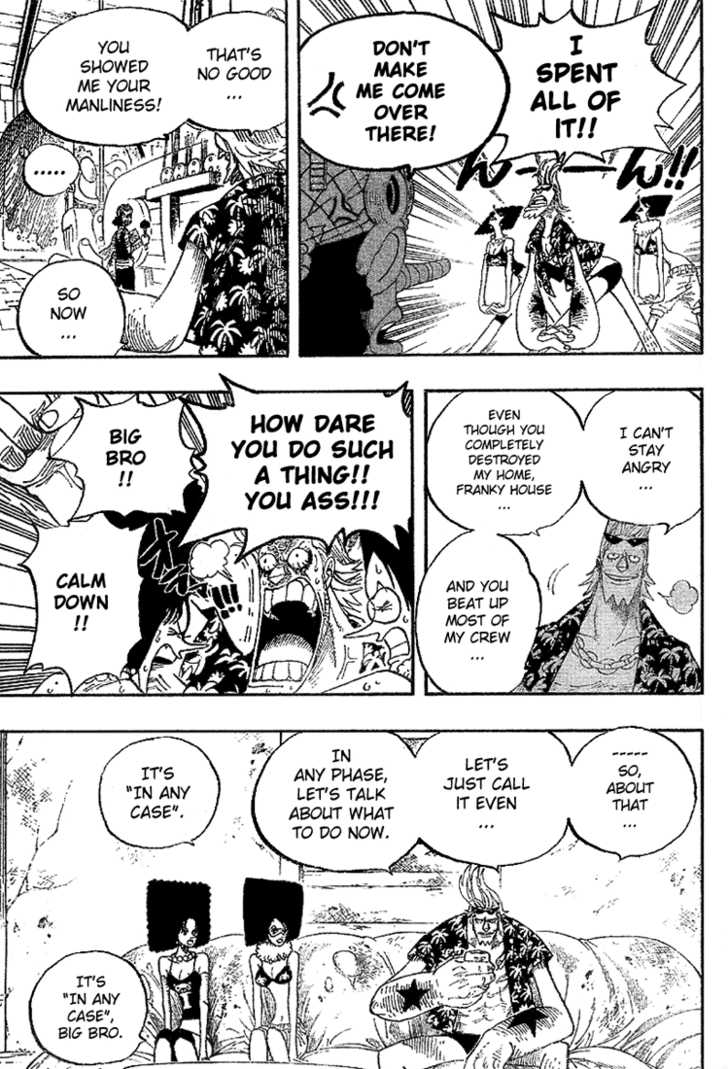 I
SPENT
ALL OF
IT!!
DON'T
MAKE
ME COME
OVER
THERE!
んーーん!!
THAT'S
NO GOOD
...
YOU
SHOWED
ME YOUR
MANLINESS!
.....
SO
NOW
...
I CAN'T
STAY
ANGRY
...
EVEN
THOUGH YOU
COMPLETELY
DESTROYED
MY HOME,
FRANKY HOUSE
...
AND YOU
BEAT UP
MOST OF
MY CREW
...
HOW DARE
YOU DO SUCH
A THING!!
YOU ASS!!!
BIG
BRO
!!
CALM
DOWN
!!
-----
SO,
ABOUT
THAT
...
LET'S
JUST CALL
IT EVEN
...
IN
ANY PHASE,
LET'S TALK
ABOUT WHAT
TO DO NOW.
IT'S
"IN ANY
CASE".
IT'S
"IN ANY
CASE",
BIG BRO.